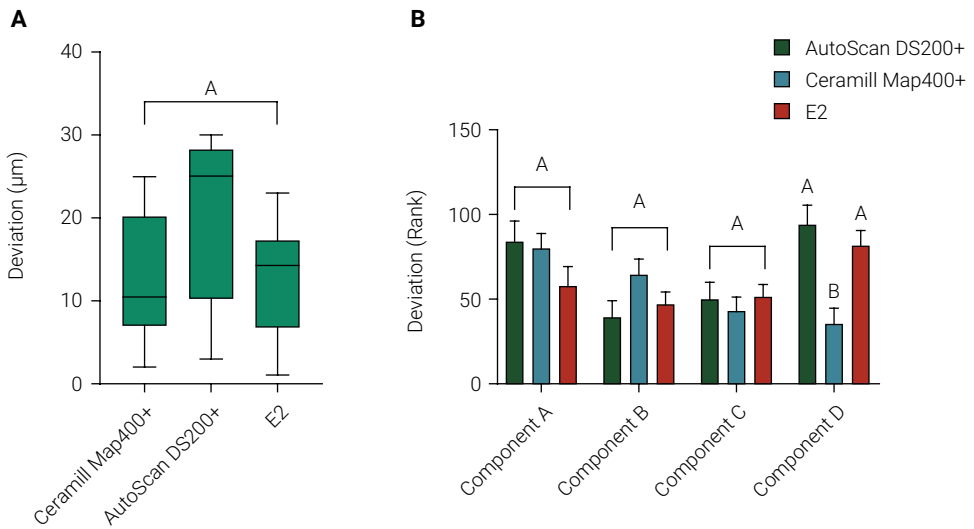 A
Deviation (μm)
40
30
20
10
0
A
Ceramill Map400+
AutoScan DS200+
E2
B
AutoScan DS200+
Ceramill Map400+
E2
Deviation (Rank)
150
100
50
0
A
A
A
A
B
A
Component A
Component B
Component C
Component D